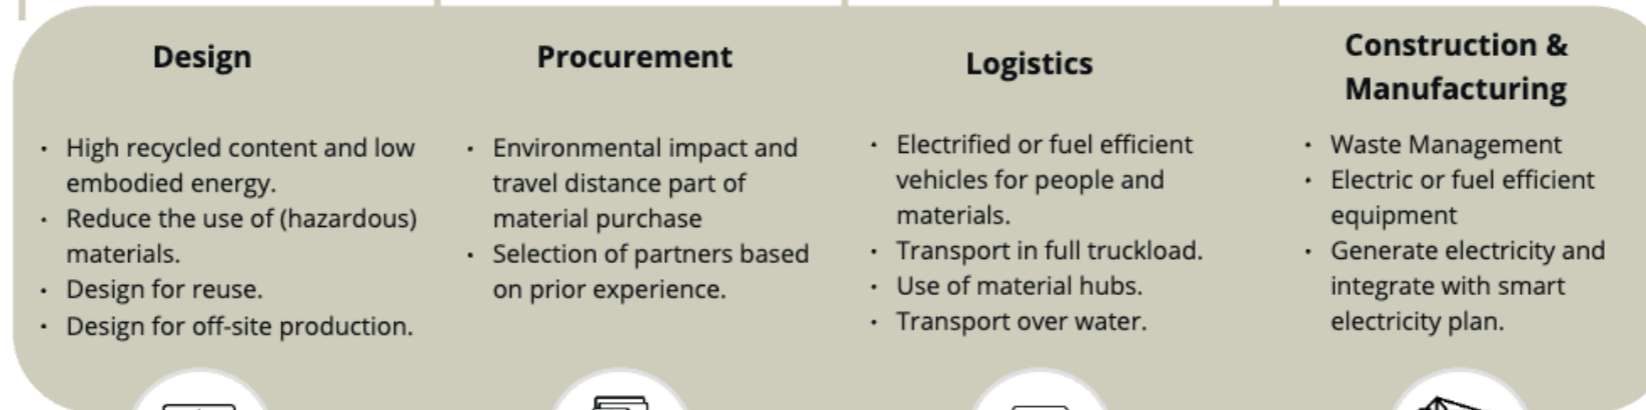 Design
• High recycled content and low
embodied energy.
• Reduce the use of (hazardous)
materials.
• Design for reuse.
• Design for off-site production.
Procurement
• Environmental impact and
travel distance part of
material purchase
• Selection of partners based
on prior experience.
Logistics
• Electrified or fuel efficient
vehicles for people and
materials.
• Transport in full truckload.
• Use of material hubs.
• Transport over water.
Construction &
Manufacturing
• Waste Management
• Electric or fuel efficient
equipment
• Generate electricity and
integrate with smart
electricity plan.